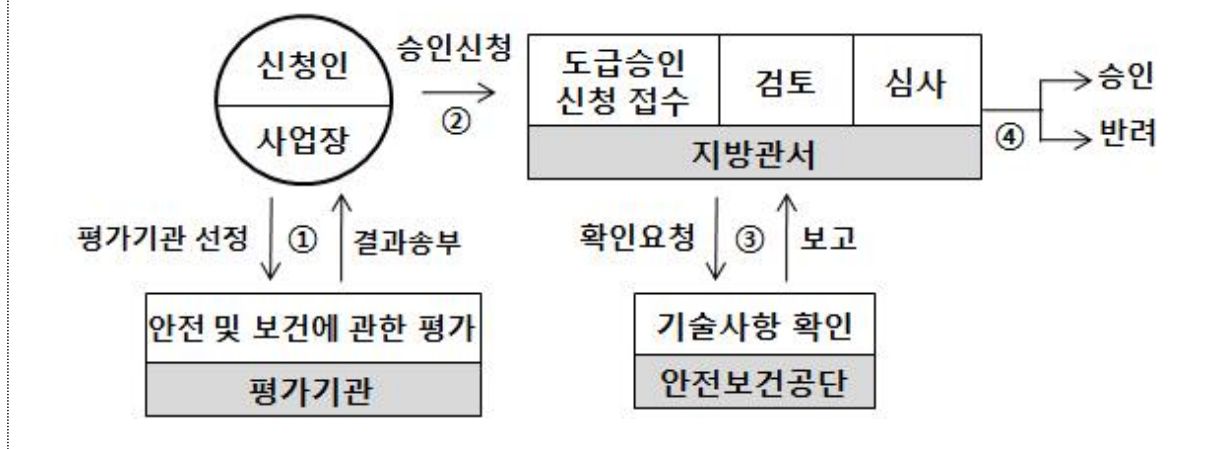 신청인
사업장
승인신청
②
도급승인
신청 접수
검토
심사
지방관서
④
승인
반려
평가기관 선정
①
결과송부
확인요청
③
보고
안전 및 보건에 관한 평가
평가기관
기술사항 확인
안전보건공단